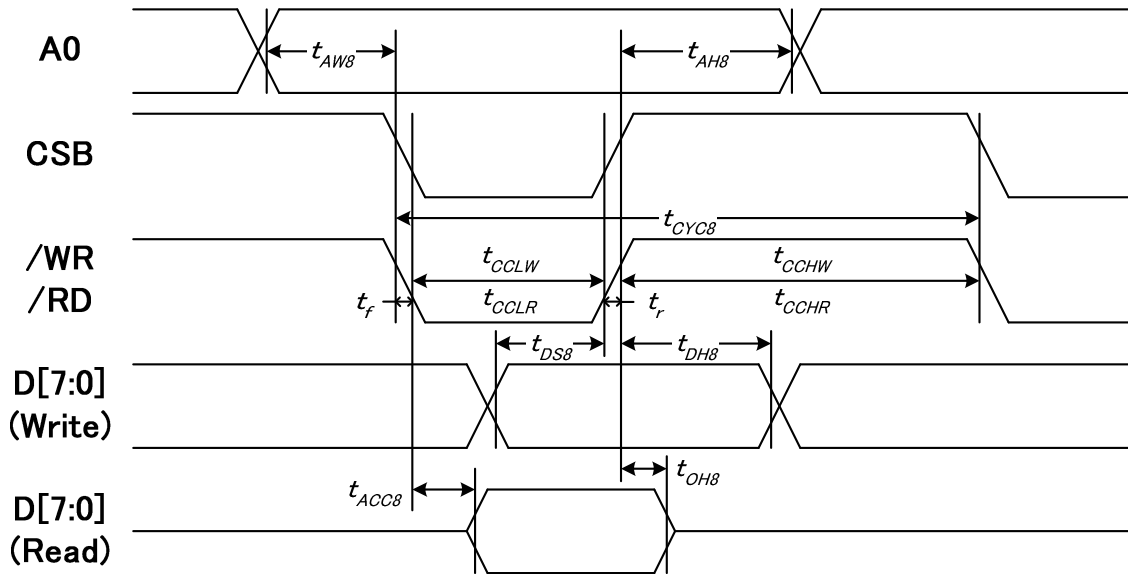 A0
t_AW8
t_AH8
CSB
t_CYC8
/WR
/RD
t_CCLW
t_CCHW
t_f
t_CCLR
t_r
t_CCHR
t_DS8
t_DH8
D[7:0]
(Write)
t_ACC8
t_OH8
D[7:0]
(Read)